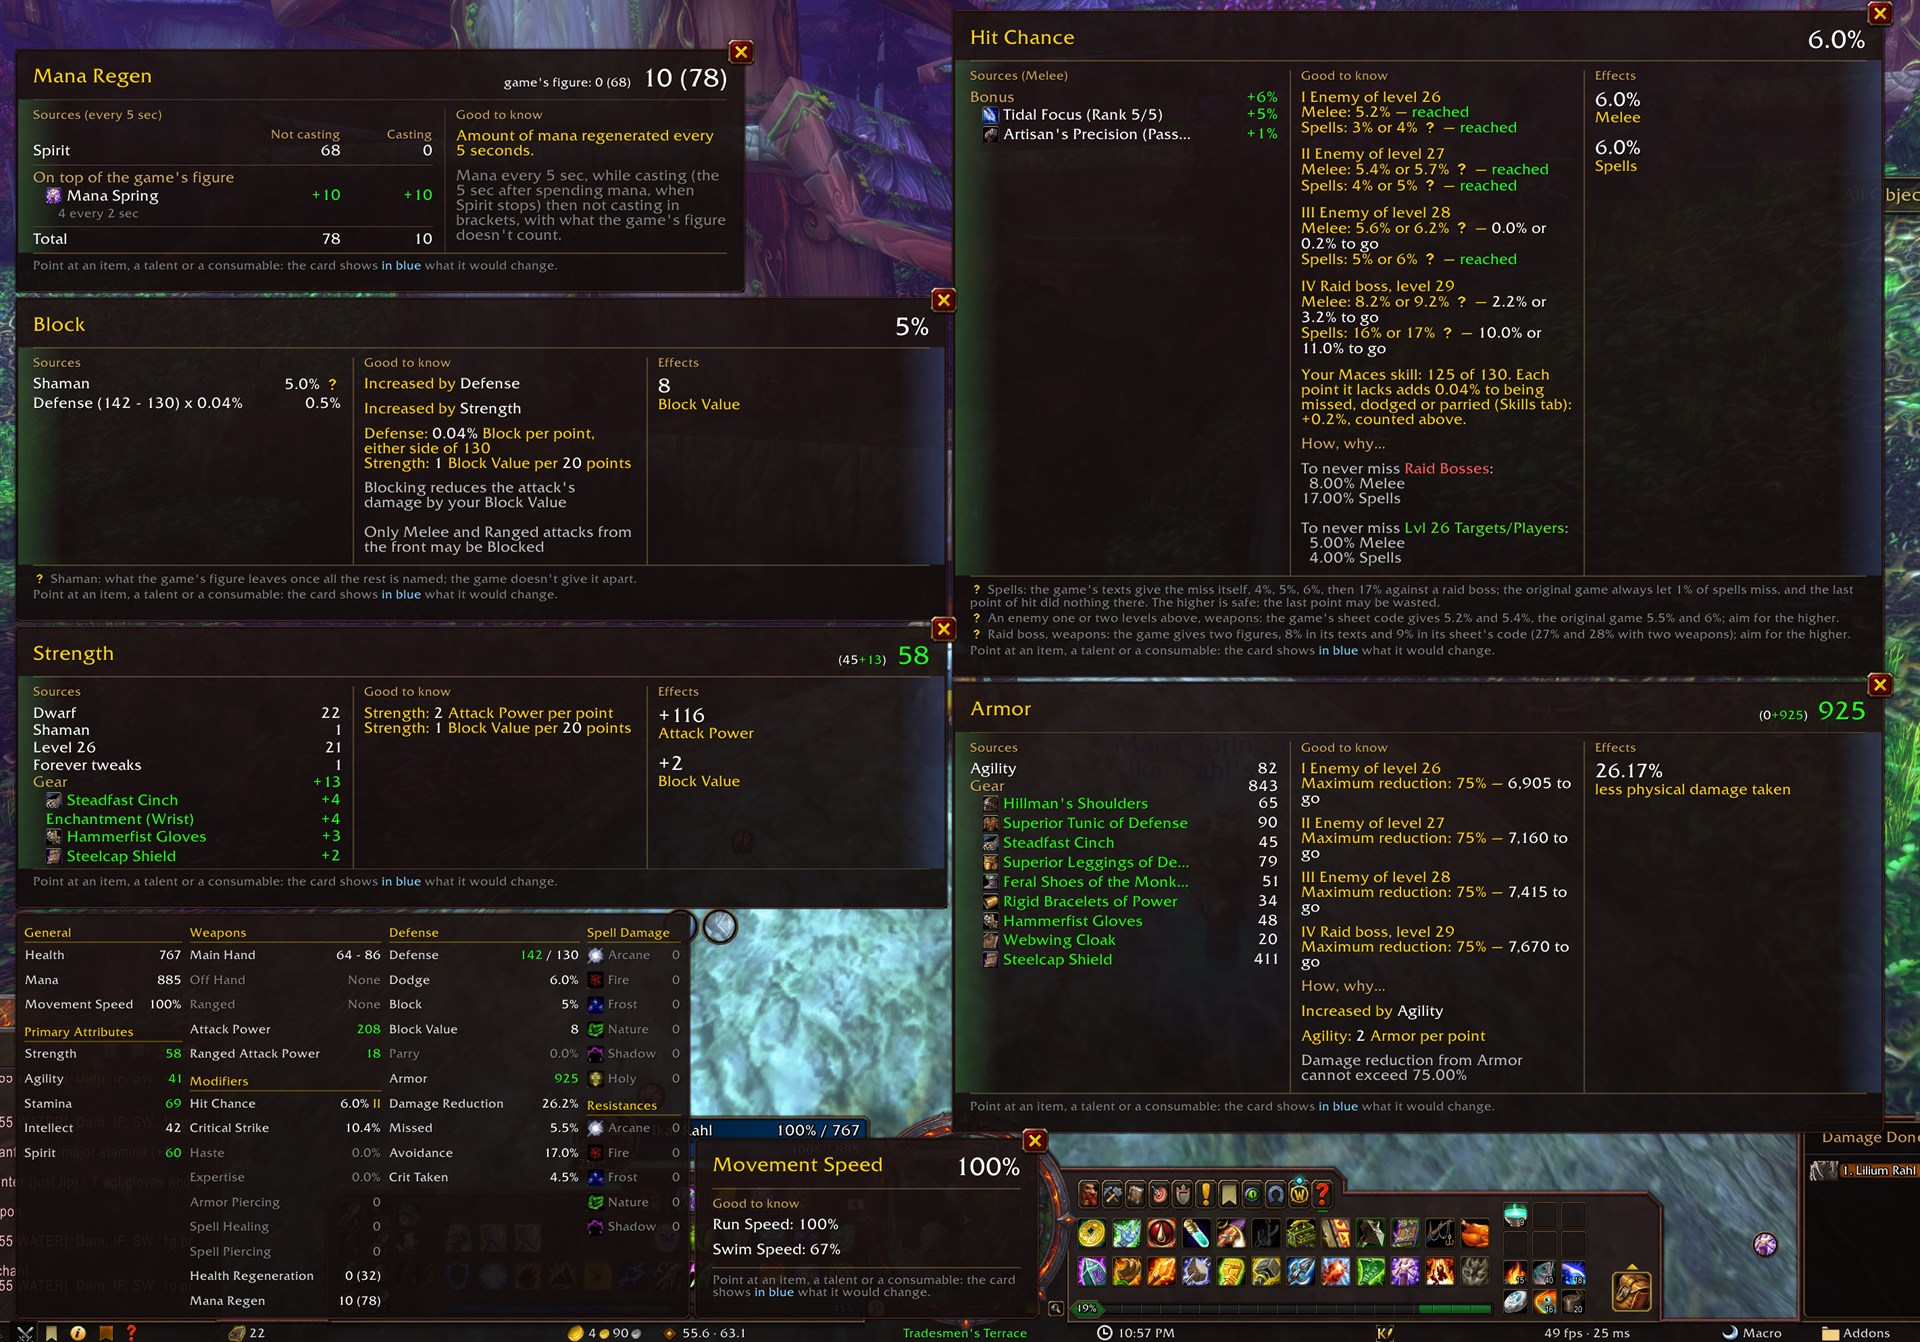 Mana Regen
game's figure: 0 (68) 10 (78)
Sources (every 5 sec)
Not casting Casting
Spirit 68 0
On top of the game's figure
Mana Spring +10 +10
4 every 2 sec
Total 78 10
Good to know
Amount of mana regenerated every
5 seconds.
Mana every 5 sec, while casting (the
5 sec after spending mana, when
Spirit stops) then not casting in
brackets, with what the game's figure
doesn't count.
Point at an item, a talent or a consumable: the card shows in blue what it would change.
Block 5%
Sources
Shaman 5.0% ?
Defense (142 - 130) x 0.04% 0.5%
Good to know
Increased by Defense
Increased by Strength
Defense: 0.04% Block per point,
either side of 130
Strength: 1 Block Value per 20 points
Blocking reduces the attack's
damage by your Block Value
Only Melee and Ranged attacks from
the front may be Blocked
Effects
8
Block Value
? Shaman: what the game's figure leaves once all the rest is named; the game doesn't give it apart.
Point at an item, a talent or a consumable: the card shows in blue what it would change.
Strength (45+13) 58
Sources
Dwarf 22
Shaman 1
Level 26 21
Forever tweaks 1
Gear +13
Steadfast Cinch +4
Enchantment (Wrist) +4
Hammerfist Gloves +3
Steelcap Shield +2
Good to know
Strength: 2 Attack Power per point
Strength: 1 Block Value per 20 points
Effects
+116
Attack Power
+2
Block Value
Point at an item, a talent or a consumable: the card shows in blue what it would change.
Hit Chance 6.0%
Sources (Melee)
Bonus +6%
Tidal Focus (Rank 5/5) +5%
Artisan's Precision (Pass... +1%
Good to know
I Enemy of level 26
Melee: 5.2% — reached
Spells: 3% or 4% ? — reached
II Enemy of level 27
Melee: 5.4% or 5.7% ? — reached
Spells: 4% or 5% ? — reached
III Enemy of level 28
Melee: 5.6% or 6.2% ? — 0.0% or
0.2% to go
Spells: 5% or 6% ? — reached
IV Raid boss, level 29
Melee: 8.2% or 9.2% ? — 2.2% or
3.2% to go
Spells: 16% or 17% ? — 10.0% or
11.0% to go
Your Maces skill: 125 of 130. Each
point it lacks adds 0.04% to being
missed, dodged or parried (Skills tab):
+0.2%, counted above.
How, why...
To never miss Raid Bosses:
8.00% Melee
17.00% Spells
To never miss Lvl 26 Targets/Players:
5.00% Melee
4.00% Spells
Effects
6.0%
Melee
6.0%
Spells
? Spells: the game's texts give the miss itself, 4%, 5%, 6%, then 17% against a raid boss; the original game always let 1% of spells miss, and the last
point of hit did nothing there. The higher is safe; the last point may be wasted.
? An enemy one or two levels above, weapons: the game's sheet code gives 5.2% and 5.4%, the original game 5.5% and 6%; aim for the higher.
? Raid boss, weapons: the game gives two figures, 8% in its texts and 9% in its sheet's code (27% and 28% with two weapons); aim for the higher.
Point at an item, a talent or a consumable: the card shows in blue what it would change.
Armor (0+925) 925
Sources
Agility 82
Gear 843
Hillman's Shoulders 65
Superior Tunic of Defense 90
Steadfast Cinch 45
Superior Leggings of De... 79
Feral Shoes of the Monk... 51
Rigid Bracelets of Power 34
Hammerfist Gloves 48
Webwing Cloak 20
Steelcap Shield 411
Good to know
I Enemy of level 26
Maximum reduction: 75% — 6,905 to
go
II Enemy of level 27
Maximum reduction: 75% — 7,160 to
go
III Enemy of level 28
Maximum reduction: 75% — 7,415 to
go
IV Raid boss, level 29
Maximum reduction: 75% — 7,670 to
go
How, why...
Increased by Agility
Agility: 2 Armor per point
Damage reduction from Armor
cannot exceed 75.00%
Effects
26.17%
less physical damage taken
Point at an item, a talent or a consumable: the card shows in blue what it would change.
General
Health 767
Mana 885
Movement Speed 100%
Primary Attributes
Strength 58
Agility 41
Stamina 69
Intellect 42
Spirit 60
Weapons
Main Hand 64 - 86
Off Hand None
Ranged None
Attack Power 208
Ranged Attack Power 18
Modifiers
Hit Chance 6.0% II
Critical Strike 10.4%
Haste 0.0%
Expertise 0.0%
Armor Piercing 0
Spell Healing 0
Spell Piercing 0
Health Regeneration 0 (32)
Mana Regen 10 (78)
Defense
Defense 142 / 130
Dodge 6.0%
Block 5%
Block Value 8
Parry 0.0%
Armor 925
Damage Reduction 26.2%
Missed 5.5%
Avoidance 17.0%
Crit Taken 4.5%
Spell Damage
Arcane 0
Fire 0
Frost 0
Nature 0
Shadow 0
Holy 0
Resistances
Arcane 0
Fire 0
Frost 0
Nature 0
Shadow 0
ahl 100% / 767
Movement Speed 100%
Good to know
Run Speed: 100%
Swim Speed: 67%
Point at an item, a talent or a consumable: the card
shows in blue what it would change.
Damage Don
1. Lilium Rahl
19%
22
4 90
55.6 - 63.1
Tradesmen's Terrace
10:57 PM
49 fps - 25 ms
Macro
Addons